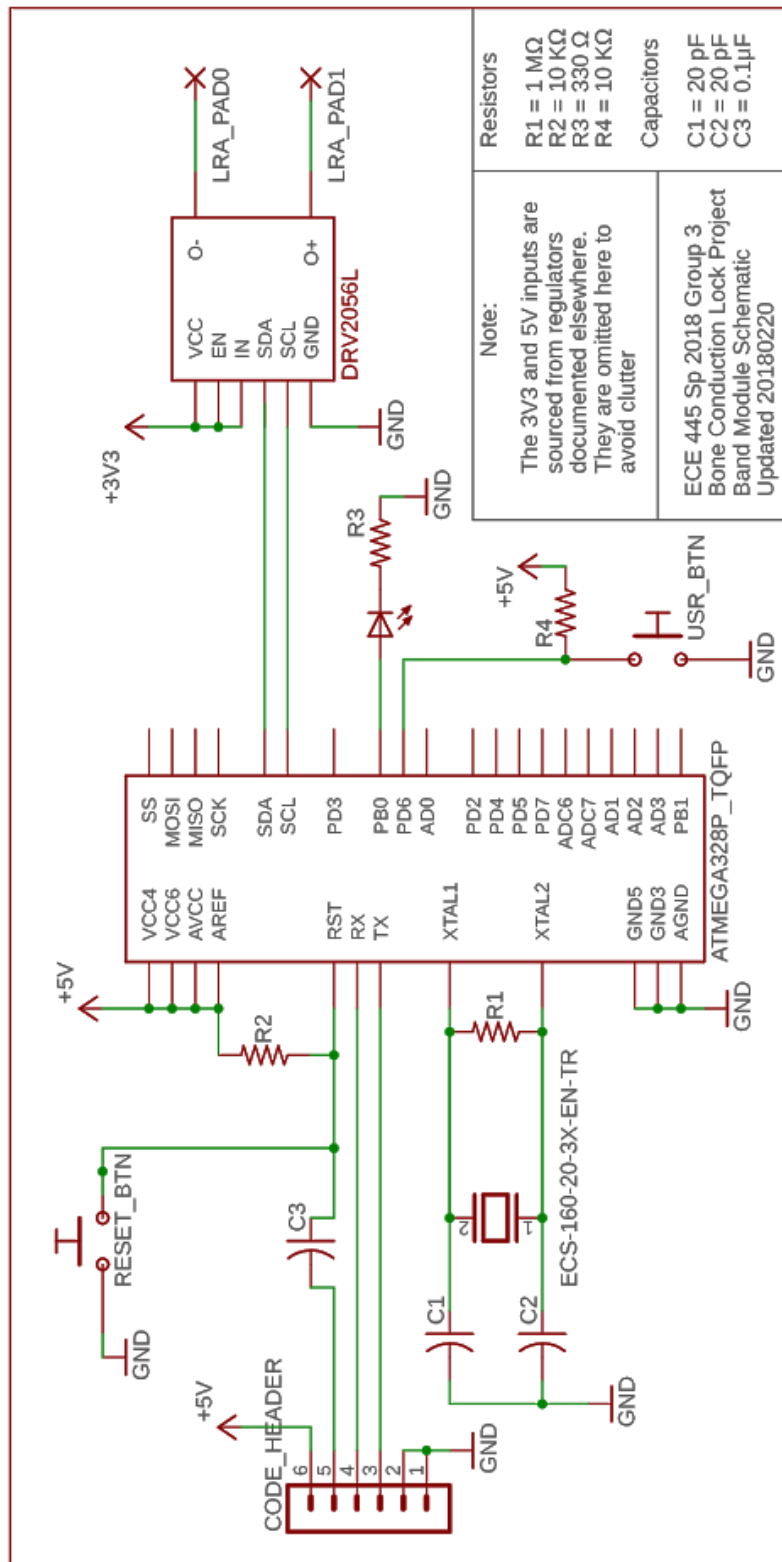 GND
RESET_BTN
+5V
CODE_HEADER
6
5
4
3
2
1
GND
C3
R2
+5V
C1
C2
GND
2
1
ECS-160-20-3X-EN-TR
R1
GND
VCC4
VCC6
AVCC
AREF
RST
RX
TX
XTAL1
XTAL2
GND5
GND3
AGND
SS
MOSI
MISO
SCK
SDA
SCL
PD3
PB0
PD6
AD0
PD2
PD4
PD5
PD7
ADC6
ADC7
AD1
AD2
AD3
PB1
ATMEGA328P_TQFP
+3V3
GND
VCC
EN
IN
SDA
SCL
GND
O-
O+
DRV2056L
LRA_PAD0
LRA_PAD1
R3
GND
+5V
R4
USR_BTN
GND
Note:
The 3V3 and 5V inputs are
sourced from regulators
documented elsewhere.
They are omitted here to
avoid clutter
ECE 445 Sp 2018 Group 3
Bone Conduction Lock Project
Band Module Schematic
Updated 20180220
Resistors
R1 = 1 MΩ
R2 = 10 KΩ
R3 = 330 Ω
R4 = 10 KΩ
Capacitors
C1 = 20 pF
C2 = 20 pF
C3 = 0.1µF